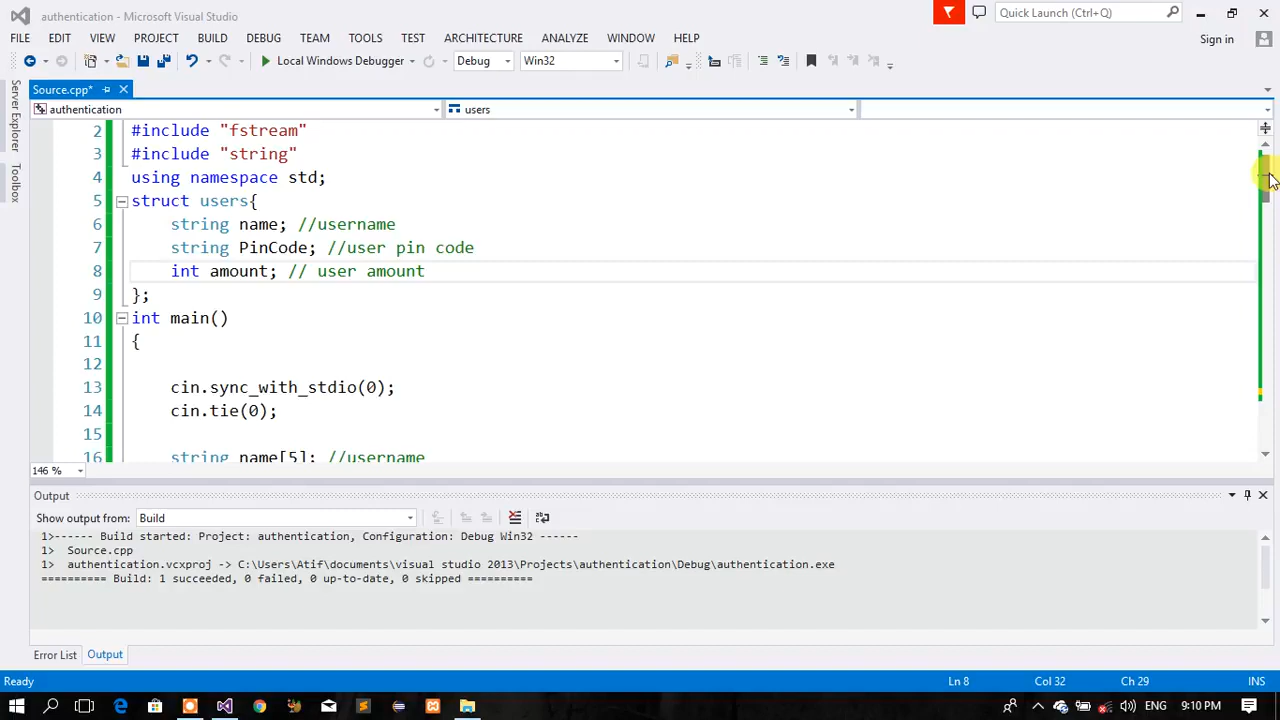 authentication - Microsoft Visual Studio
Quick Launch (Ctrl+Q)
FILE EDIT VIEW PROJECT BUILD DEBUG TEAM TOOLS TEST ARCHITECTURE ANALYZE WINDOW HELP
Sign in
Local Windows Debugger Debug Win32
Server Explorer
Toolbox
Source.cpp*
authentication users
2 #include "fstream"
3 #include "string"
4 using namespace std;
5 struct users{
6 string name; //username
7 string PinCode; //user pin code
8 int amount; // user amount
9 };
10 int main()
11 {
12
13 cin.sync_with_stdio(0);
14 cin.tie(0);
15
16 string name[5]; //username
146 %
Output
Show output from: Build
1>------ Build started: Project: authentication, Configuration: Debug Win32 ------
1> Source.cpp
1> authentication.vcxproj -> C:\Users\Atif\documents\visual studio 2013\Projects\authentication\Debug\authentication.exe
========== Build: 1 succeeded, 0 failed, 0 up-to-date, 0 skipped ==========
Error List Output
Ready Ln 8 Col 32 Ch 29 INS
ENG 9:10 PM